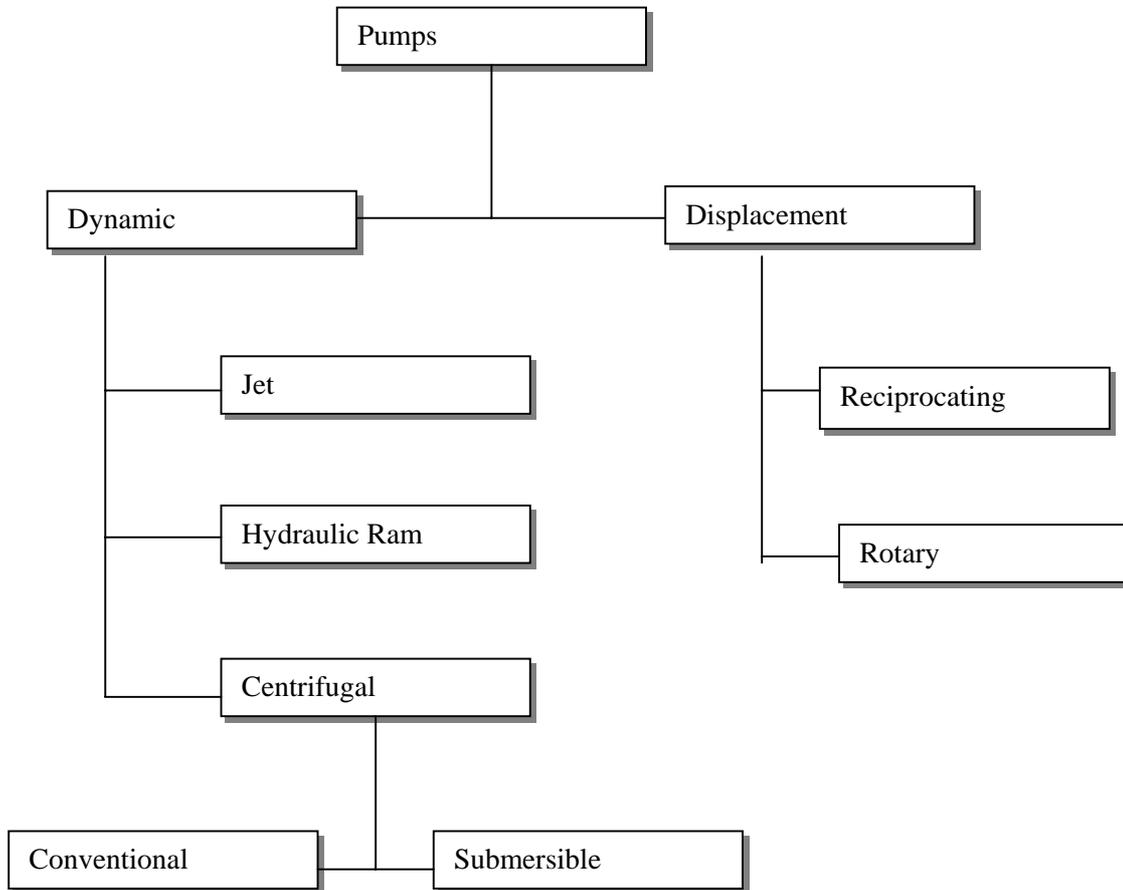 Pumps
Dynamic
Displacement
Jet
Reciprocating
Hydraulic Ram
Rotary
Centrifugal
Conventional
Submersible